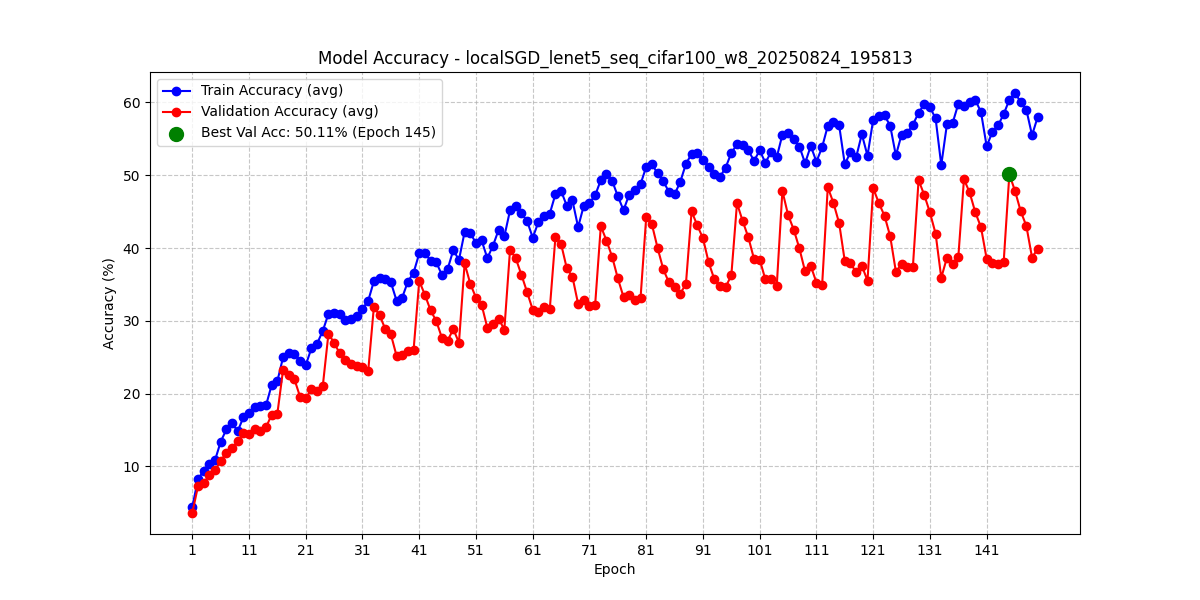 Model Accuracy - localSGD_lenet5_seq_cifar100_w8_20250824_195813
Train Accuracy (avg)
Validation Accuracy (avg)
Best Val Acc: 50.11% (Epoch 145)
Accuracy (%)
60
50
40
30
20
10
1 11 21 31 41 51 61 71 81 91 101 111 121 131 141
Epoch